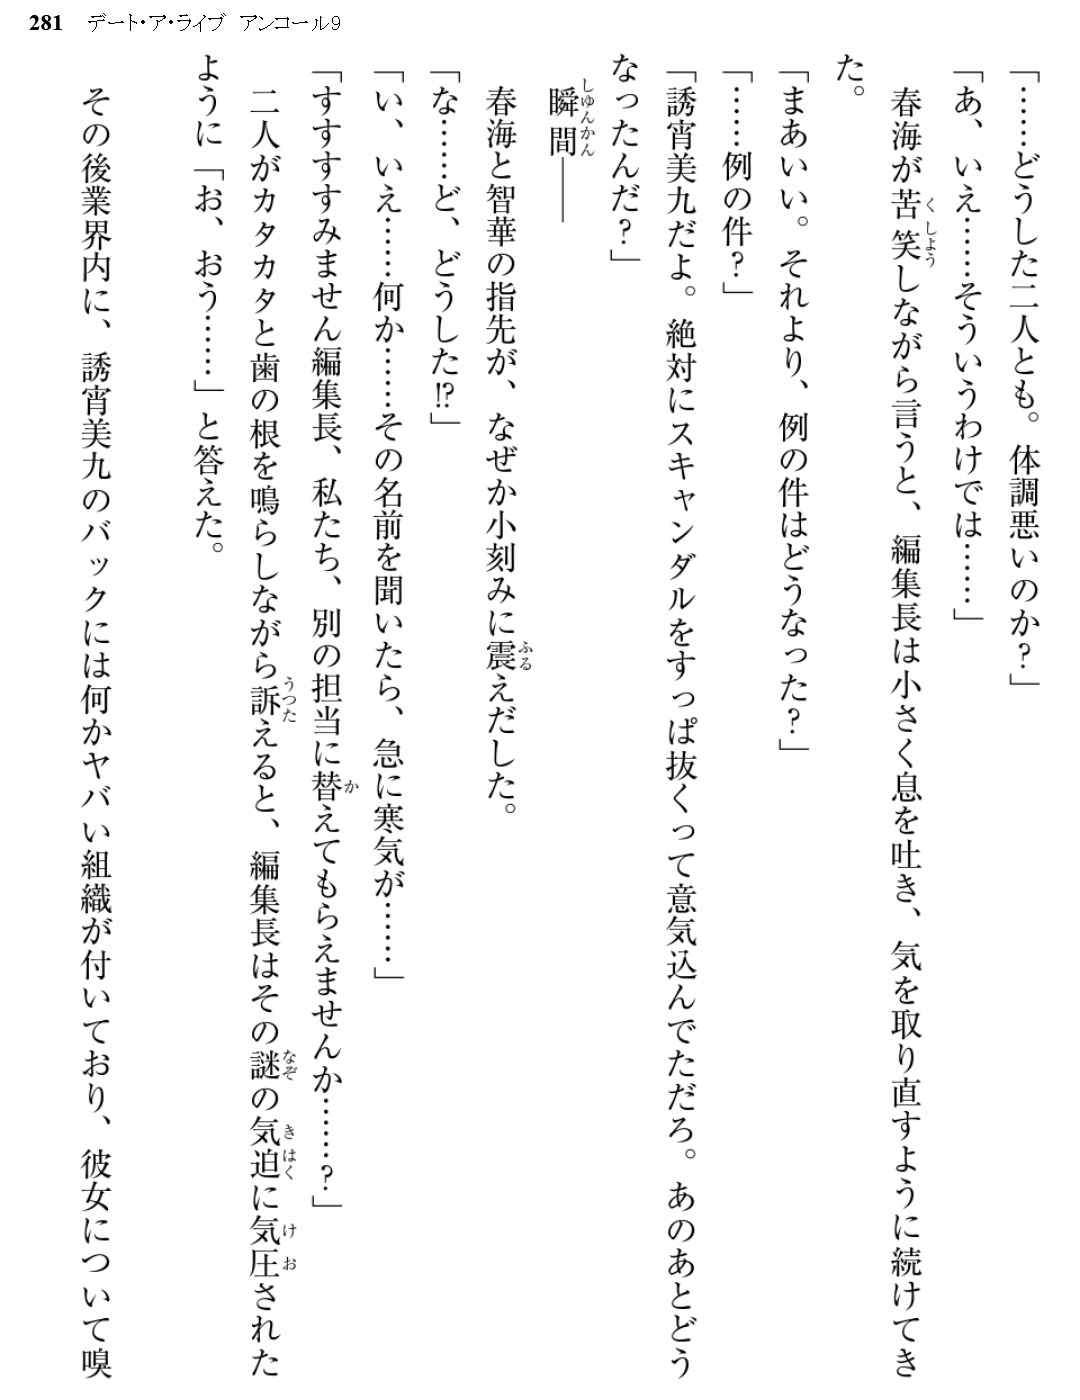 281 デート・ア・ライブ アンコール9
「……どうした二人とも。体調悪いのか？」
「あ、いえ……そういうわけでは……」
春海が苦笑しながら言うと、編集長は小さく息を吐き、気を取り直すように続けてき
た。
「まあいい。それより、例の件はどうなった？」
「……例の件？」
「誘宵美九だよ。絶対にスキャンダルをすっぱ抜くって意気込んでただろ。あのあとどう
なったんだ？」
瞬間――
春海と智華の指先が、なぜか小刻みに震えだした。
「な……ど、どうした!?」
「い、いえ……何か……その名前を聞いたら、急に寒気が……」
「すすすすみません編集長、私たち、別の担当に替えてもらえませんか……？」
二人がカタカタと歯の根を鳴らしながら訴えると、編集長はその謎の気迫に気圧された
ように「お、おう……」と答えた。
その後業界内に、誘宵美九のバックには何かヤバい組織が付いており、彼女について嗅